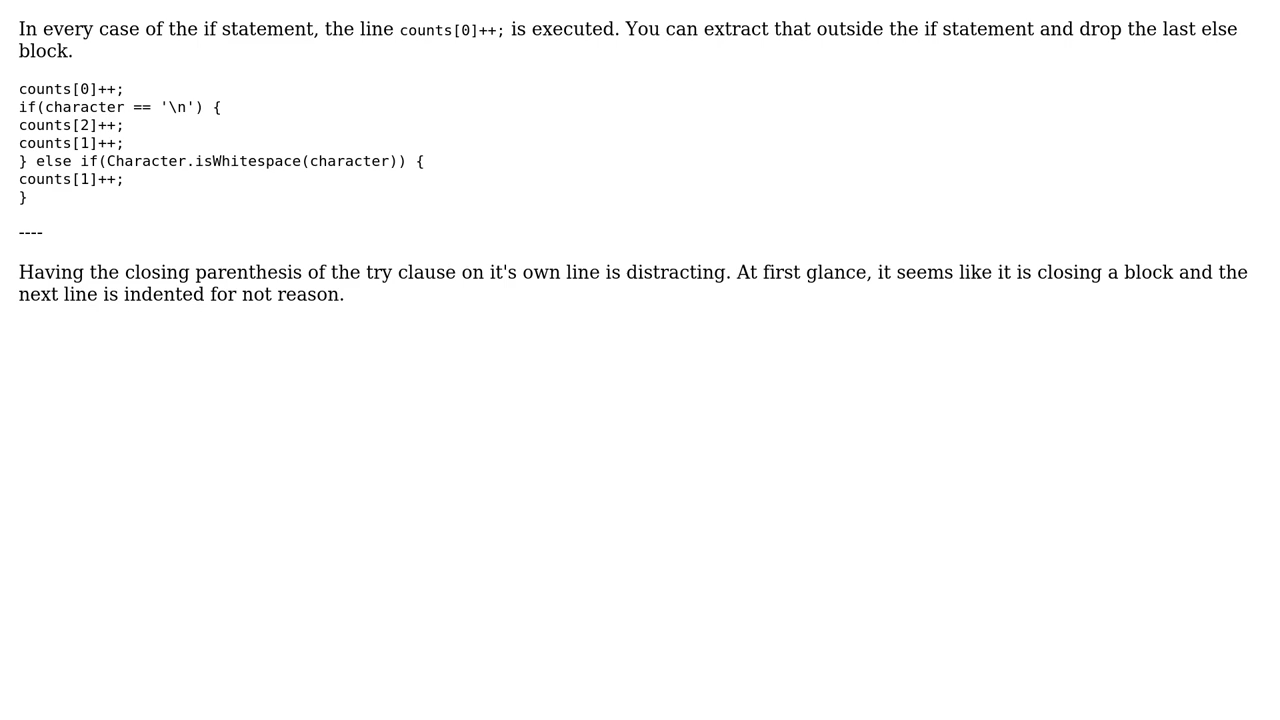 In every case of the if statement, the line counts[0]++; is executed. You can extract that outside the if statement and drop the last else
block.
counts[0]++;
if(character == '\n') {
counts[2]++;
counts[1]++;
} else if(Character.isWhitespace(character)) {
counts[1]++;
}
----
Having the closing parenthesis of the try clause on it's own line is distracting. At first glance, it seems like it is closing a block and the
next line is indented for not reason.